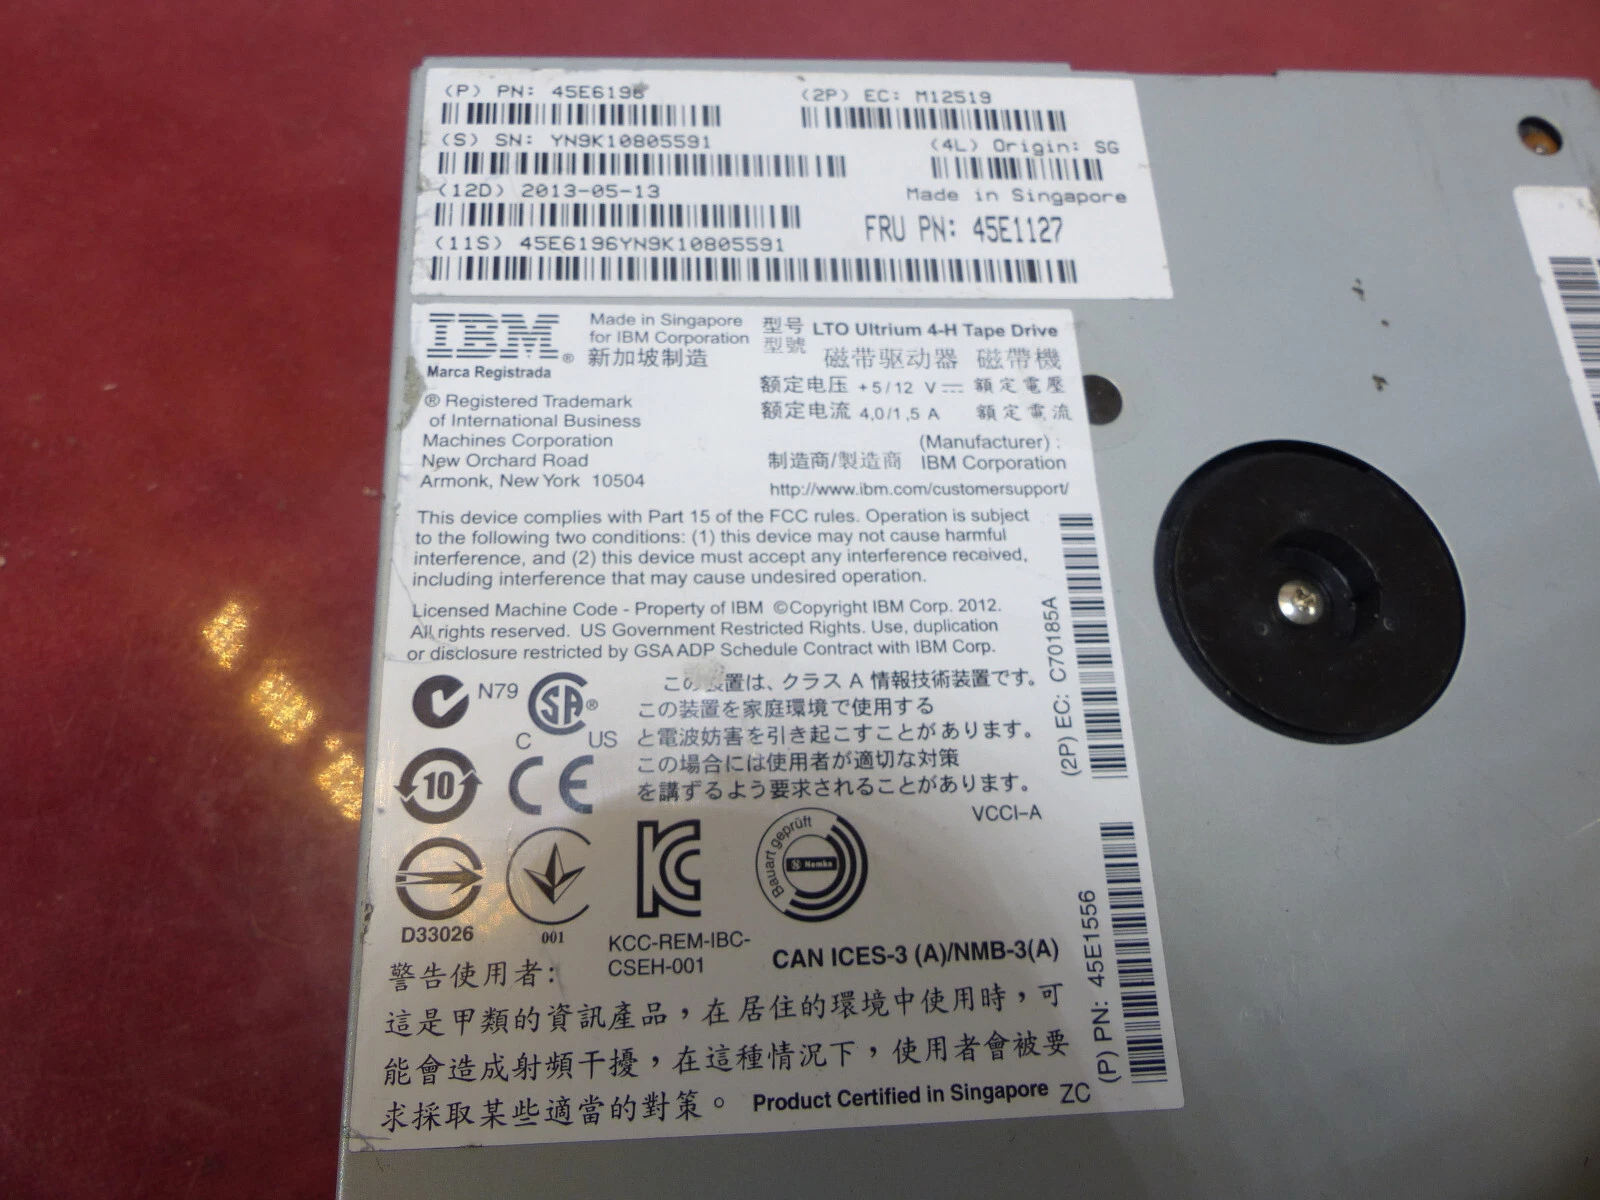 (P) PN: 45E6196
(2P) EC: M12519
(S) SN: YN9K10805591
(4L) Origin: SG
(12D) 2013-05-13
Made in Singapore
FRU PN: 45E1127
(11S) 45E6196YN9K10805591
IBM®
Marca Registrada
Made in Singapore
for IBM Corporation
新加坡制造
型号
型號
LTO Ultrium 4-H Tape Drive
磁带驱动器 磁帶機
额定电压 +5/12 V⎓ 額定電壓
额定电流 4,0/1,5 A 額定電流
® Registered Trademark
of International Business
Machines Corporation
New Orchard Road
Armonk, New York 10504
(Manufacturer) :
制造商/製造商 IBM Corporation
http://www.ibm.com/customersupport/
This device complies with Part 15 of the FCC rules. Operation is subject
to the following two conditions: (1) this device may not cause harmful
interference, and (2) this device must accept any interference received,
including interference that may cause undesired operation.
Licensed Machine Code - Property of IBM ©Copyright IBM Corp. 2012.
All rights reserved. US Government Restricted Rights. Use, duplication
or disclosure restricted by GSA ADP Schedule Contract with IBM Corp.
(2P) EC: C70185A
N79
SA®
C US
この装置は、クラス A 情報技術装置です。
この装置を家庭環境で使用する
と電波妨害を引き起こすことがあります。
この場合には使用者が適切な対策
を講ずるよう要求されることがあります。
VCCI-A
10
CE
D33026
001
KCC-REM-IBC-
CSEH-001
Bauart geprüft
Nemko
CAN ICES-3 (A)/NMB-3(A)
(P) PN: 45E1556
警告使用者:
這是甲類的資訊產品，在居住的環境中使用時，可
能會造成射頻干擾，在這種情況下，使用者會被要
求採取某些適當的對策。
Product Certified in Singapore ZC